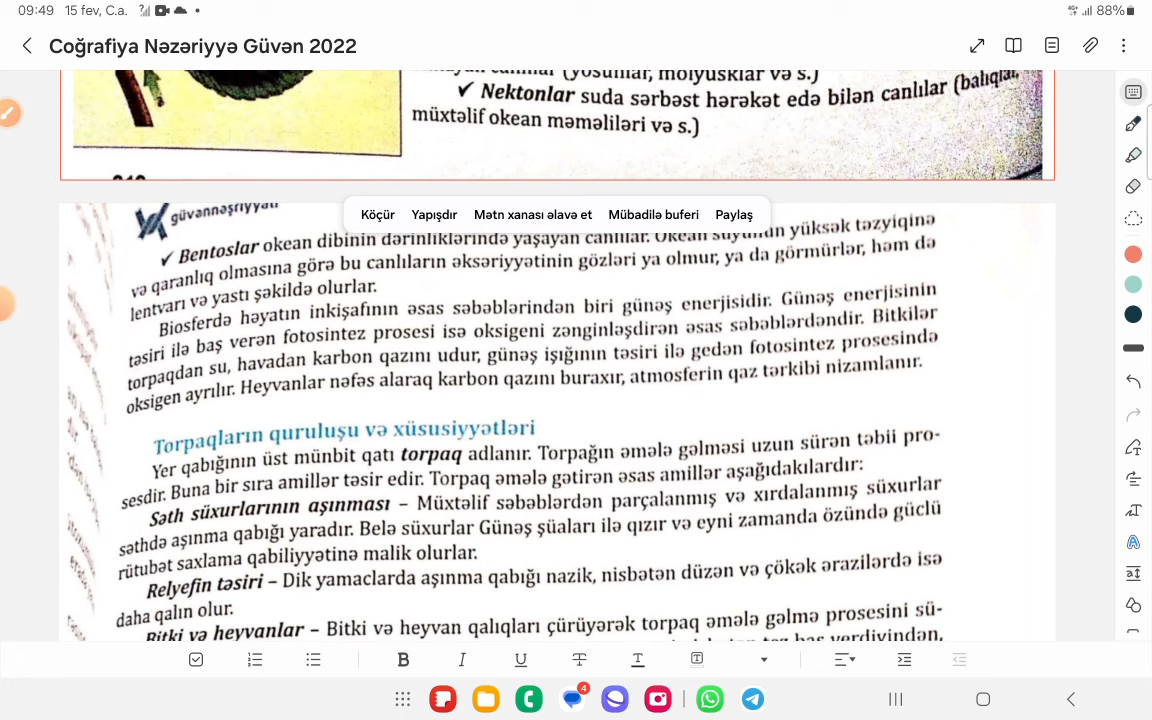 09:49 15 fev, C.a. 88%
Coğrafiya Nəzəriyyə Güvən 2022
(yosunlar, molyusklar və s.)
✓ Nektonlar suda sərbəst hərəkət edə bilən canlılar (balıqlar,
müxtəlif okean məməliləri və s.)
güvənnəşriyyatı
Köçür Yapışdır Mətn xanası əlavə et Mübadilə buferi Paylaş
✓ Bentoslar okean dibinin dərinliklərində yaşayan canlılar. Okean suyunun yüksək təzyiqinə
və qaranlıq olmasına görə bu canlıların əksəriyyətinin gözləri ya olmur, ya da görmürlər, həm də
lentvarı və yastı şəkildə olurlar.
Biosferdə həyatın inkişafının əsas səbəblərindən biri günəş enerjisidir. Günəş enerjisinin
təsiri ilə baş verən fotosintez prosesi isə oksigeni zənginləşdirən əsas səbəblərdəndir. Bitkilər
torpaqdan su, havadan karbon qazını udur, günəş işığının təsiri ilə gedən fotosintez prosesində
oksigen ayrılır. Heyvanlar nəfəs alaraq karbon qazını buraxır, atmosferin qaz tərkibi nizamlanır.
Torpaqların quruluşu və xüsusiyyətləri
Yer qabığının üst münbit qatı torpaq adlanır. Torpağın əmələ gəlməsi uzun sürən təbii pro-
sesdir. Buna bir sıra amillər təsir edir. Torpaq əmələ gətirən əsas amillər aşağıdakılardır:
Səth süxurlarının aşınması – Müxtəlif səbəblərdən parçalanmış və xırdalanmış süxurlar
səthdə aşınma qabığı yaradır. Belə süxurlar Günəş şüaları ilə qızır və eyni zamanda özündə güclü
rütubət saxlama qabiliyyətinə malik olurlar.
Relyefin təsiri – Dik yamaclarda aşınma qabığı nazik, nisbətən düzən və çökək ərazilərdə isə
daha qalın olur.
Bitki və heyvanlar – Bitki və heyvan qalıqları çürüyərək torpaq əmələ gəlmə prosesini sü-
tez baş verdiyindən,
B I U T T T
4